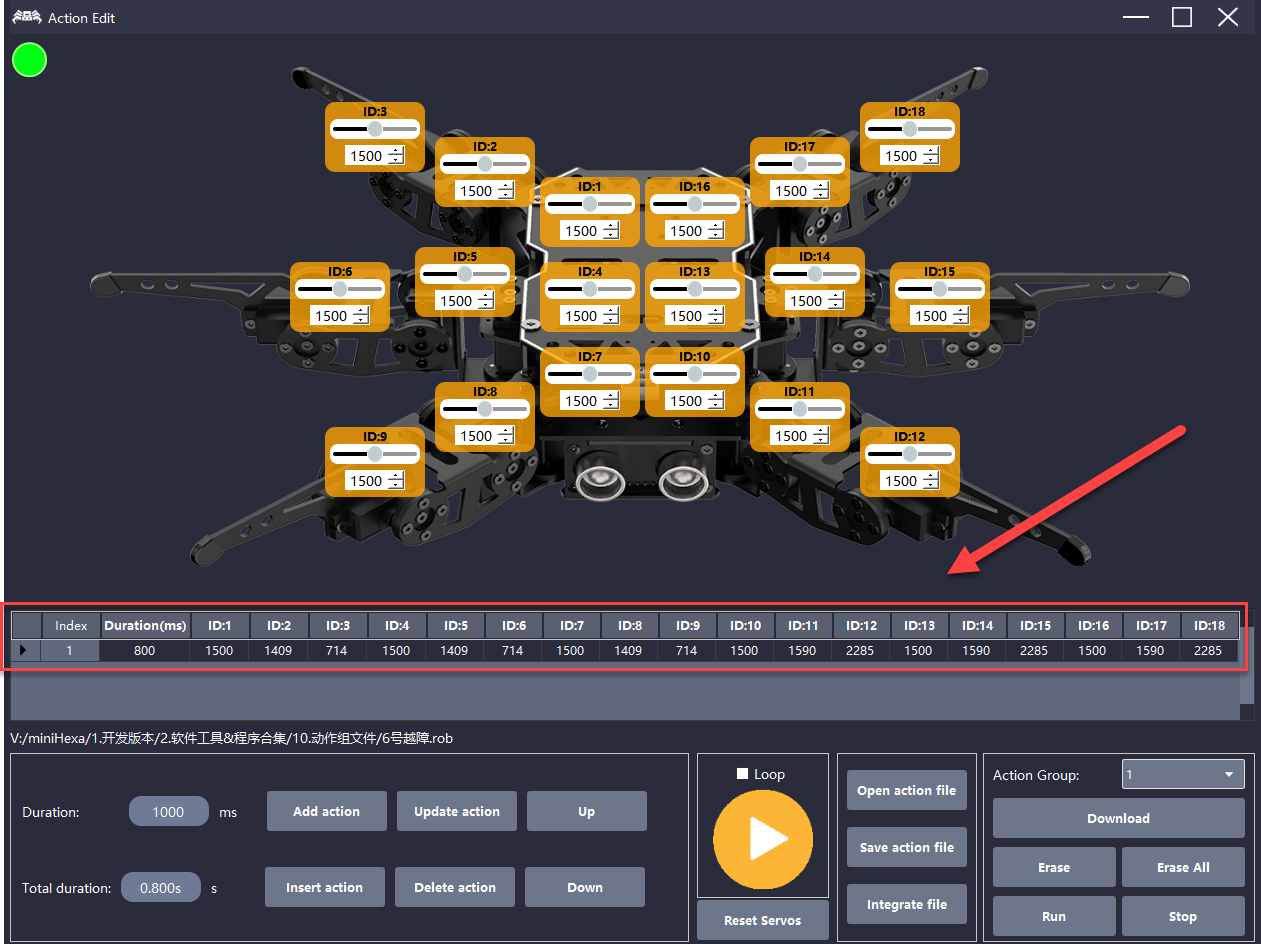 Action Edit
ID:3
1500
ID:18
1500
ID:2
1500
ID:17
1500
ID:1
1500
ID:16
1500
ID:5
1500
ID:14
1500
ID:6
1500
ID:4
1500
ID:13
1500
ID:15
1500
ID:7
1500
ID:10
1500
ID:8
1500
ID:11
1500
ID:9
1500
ID:12
1500
Index Duration(ms) ID:1 ID:2 ID:3 ID:4 ID:5 ID:6 ID:7 ID:8 ID:9 ID:10 ID:11 ID:12 ID:13 ID:14 ID:15 ID:16 ID:17 ID:18
1 800 1500 1409 714 1500 1409 714 1500 1409 714 1500 1590 2285 1500 1590 2285 1500 1590 2285
V:/miniHexa/1.开发版本/2.软件工具&程序合集/10.动作组文件/6号越障.rob
Duration: 1000 ms Add action Update action Up
Total duration: 0.800s s Insert action Delete action Down
Loop
Reset Servos
Open action file
Save action file
Integrate file
Action Group: 1
Download
Erase Erase All
Run Stop